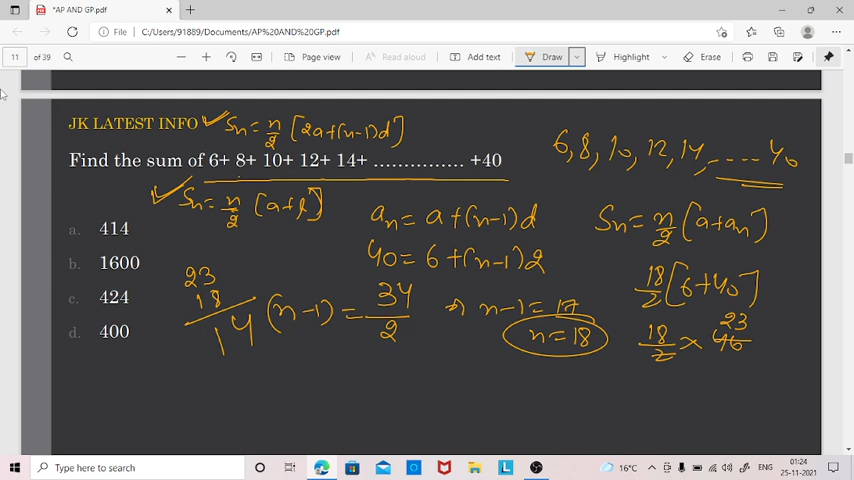 *AP AND GP.pdf
File C:/Users/91889/Documents/AP%20AND%20GP.pdf
11 of 39 Page view Read aloud Add text Draw Highlight Erase
JK LATEST INFO Sn = n/2 [2a+(n-1)d]
Find the sum of 6+ 8+ 10+ 12+ 14+ …………… +40
6, 8, 10, 12, 14, ..... 40
Sn = n/2 [a+l]
an = a+(n-1)d
Sn = n/2 [a+an]
a. 414
40 = 6+(n-1)2
b. 1600
18/2 [6+40]
23
18
14
(n-1) = 34/2 ⇒ n-1 = 17
c. 424
n = 18
18/2 × 46
23
d. 400
Type here to search
16°C ENG 01:24
25-11-2021